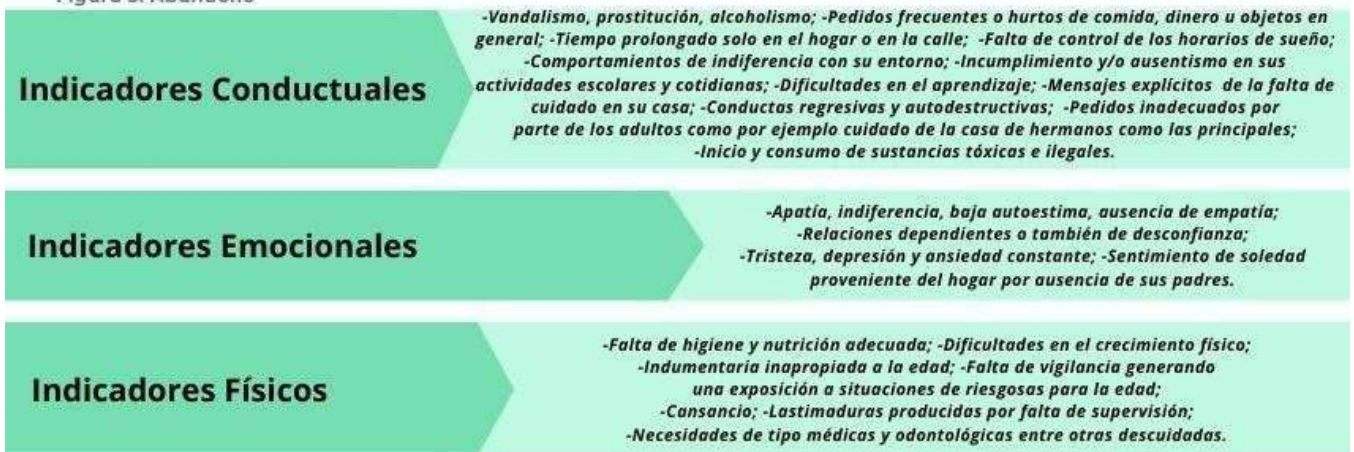 Indicadores Conductuales
-Vandalismo, prostitución, alcoholismo; -Pedidos frecuentes o hurtos de comida, dinero u objetos en
general; -Tiempo prolongado solo en el hogar o en la calle; -Falta de control de los horarios de sueño;
-Comportamientos de indiferencia con su entorno; -Incumplimiento y/o ausentismo en sus
actividades escolares y cotidianas; -Dificultades en el aprendizaje; -Mensajes explícitos de la falta de
cuidado en su casa; -Conductas regresivas y autodestructivas; -Pedidos inadecuados por
parte de los adultos como por ejemplo cuidado de la casa de hermanos como las principales;
-Inicio y consumo de sustancias tóxicas e ilegales.
Indicadores Emocionales
-Apatía, indiferencia, baja autoestima, ausencia de empatía;
-Relaciones dependientes o también de desconfianza;
-Tristeza, depresión y ansiedad constante; -Sentimiento de soledad
proveniente del hogar por ausencia de sus padres.
Indicadores Físicos
-Falta de higiene y nutrición adecuada; -Dificultades en el crecimiento físico;
-Indumentaria inapropiada a la edad; -Falta de vigilancia generando
una exposición a situaciones de riesgosas para la edad;
-Cansancio; -Lastimaduras producidas por falta de supervisión;
-Necesidades de tipo médicas y odontológicas entre otras descuidadas.